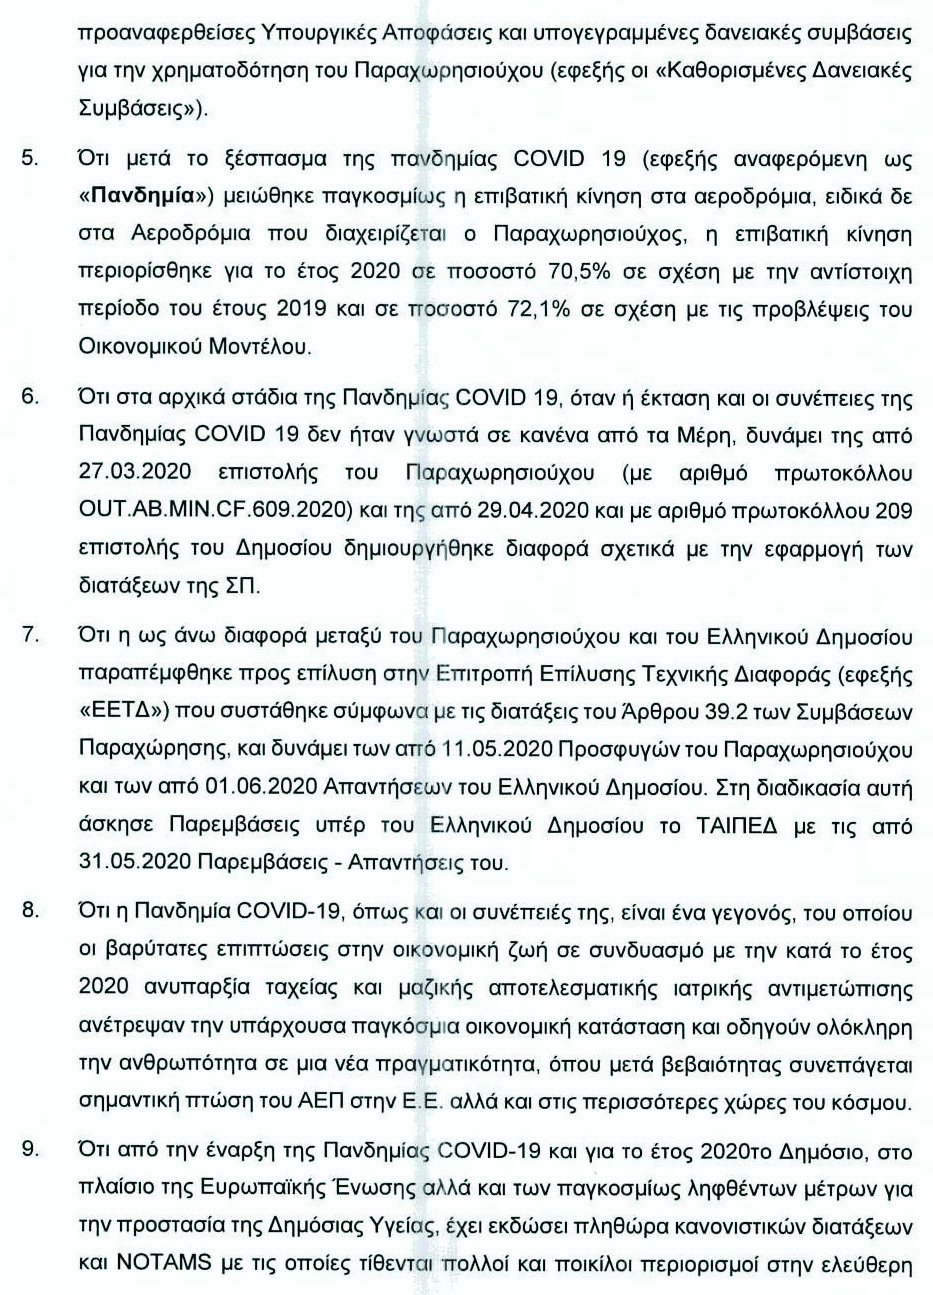 προαναφερθείσες Υπουργικές Αποφάσεις και υπογεγραμμένες δανειακές συμβάσεις
για την χρηματοδότηση του Παραχωρησιούχου (εφεξής οι «Καθορισμένες Δανειακές
Συμβάσεις»).
5. Ότι μετά το ξέσπασμα της πανδημίας COVID 19 (εφεξής αναφερόμενη ως
«Πανδημία») μειώθηκε παγκοσμίως η επιβατική κίνηση στα αεροδρόμια, ειδικά δε
στα Αεροδρόμια που διαχειρίζεται ο Παραχωρησιούχος, η επιβατική κίνηση
περιορίσθηκε για το έτος 2020 σε ποσοστό 70,5% σε σχέση με την αντίστοιχη
περίοδο του έτους 2019 και σε ποσοστό 72,1% σε σχέση με τις προβλέψεις του
Οικονομικού Μοντέλου.
6. Ότι στα αρχικά στάδια της Πανδημίας COVID 19, όταν ή έκταση και οι συνέπειες της
Πανδημίας COVID 19 δεν ήταν γνωστά σε κανένα από τα Μέρη, δυνάμει της από
27.03.2020 επιστολής του Παραχωρησιούχου (με αριθμό πρωτοκόλλου
OUT.AB.MIN.CF.609.2020) και της από 29.04.2020 και με αριθμό πρωτοκόλλου 209
επιστολής του Δημοσίου δημιουργήθηκε διαφορά σχετικά με την εφαρμογή των
διατάξεων της ΣΠ.
7. Ότι η ως άνω διαφορά μεταξύ του Παραχωρησιούχου και του Ελληνικού Δημοσίου
παραπέμφθηκε προς επίλυση στην Επιτροπή Επίλυσης Τεχνικής Διαφοράς (εφεξής
«ΕΕΤΔ») που συστάθηκε σύμφωνα με τις διατάξεις του Άρθρου 39.2 των Συμβάσεων
Παραχώρησης, και δυνάμει των από 11.05.2020 Προσφυγών του Παραχωρησιούχου
και των από 01.06.2020 Απαντήσεων του Ελληνικού Δημοσίου. Στη διαδικασία αυτή
άσκησε Παρεμβάσεις υπέρ του Ελληνικού Δημοσίου το ΤΑΙΠΕΔ με τις από
31.05.2020 Παρεμβάσεις - Απαντήσεις του.
8. Ότι η Πανδημία COVID-19, όπως και οι συνέπειές της, είναι ένα γεγονός, του οποίου
οι βαρύτατες επιπτώσεις στην οικονομική ζωή σε συνδυασμό με την κατά το έτος
2020 ανυπαρξία ταχείας και μαζικής αποτελεσματικής ιατρικής αντιμετώπισης
ανέτρεψαν την υπάρχουσα παγκόσμια οικονομική κατάσταση και οδηγούν ολόκληρη
την ανθρωπότητα σε μια νέα πραγματικότητα, όπου μετά βεβαιότητας συνεπάγεται
σημαντική πτώση του ΑΕΠ στην Ε.Ε. αλλά και στις περισσότερες χώρες του κόσμου.
9. Ότι από την έναρξη της Πανδημίας COVID-19 και για το έτος 2020το Δημόσιο, στο
πλαίσιο της Ευρωπαϊκής Ένωσης αλλά και των παγκοσμίως ληφθέντων μέτρων για
την προστασία της Δημόσιας Υγείας, έχει εκδώσει πληθώρα κανονιστικών διατάξεων
και NOTAMS με τις οποίες τίθενται πολλοί και ποικίλοι περιορισμοί στην ελεύθερη